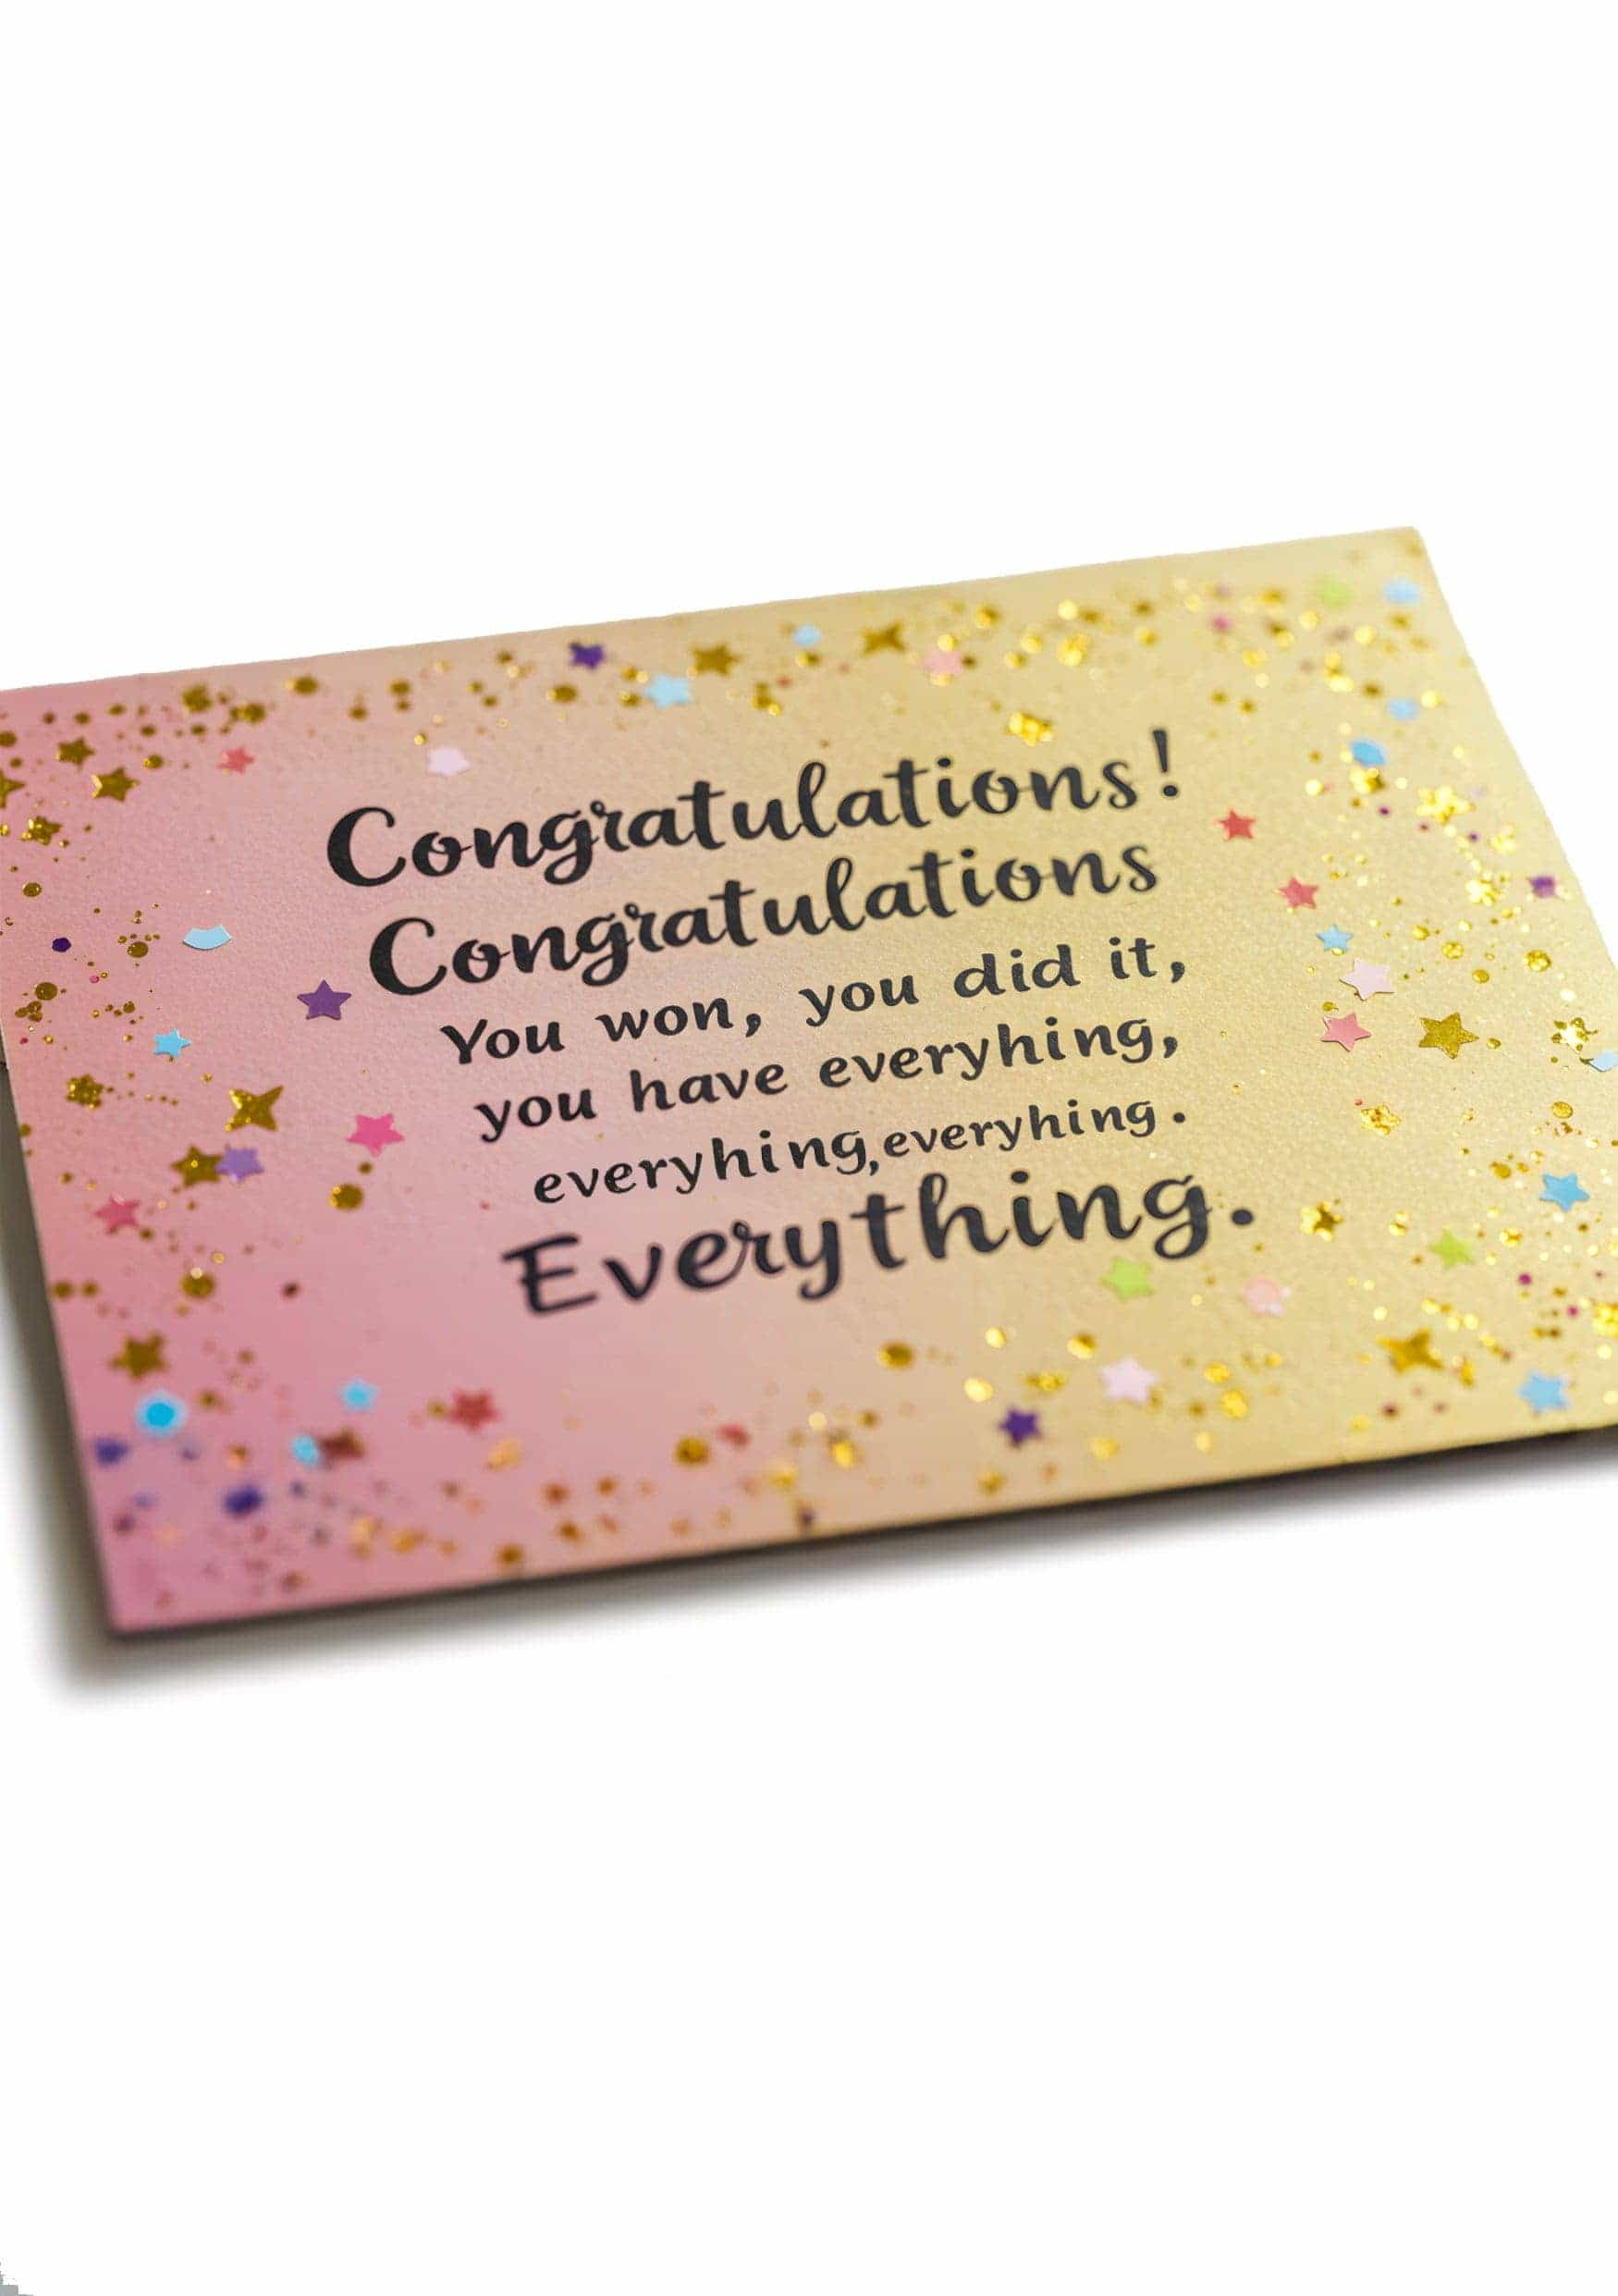 Congratulations!
Congratulations
You won, you did it,
you have everyhing,
everyhing,everyhing.
Everything.